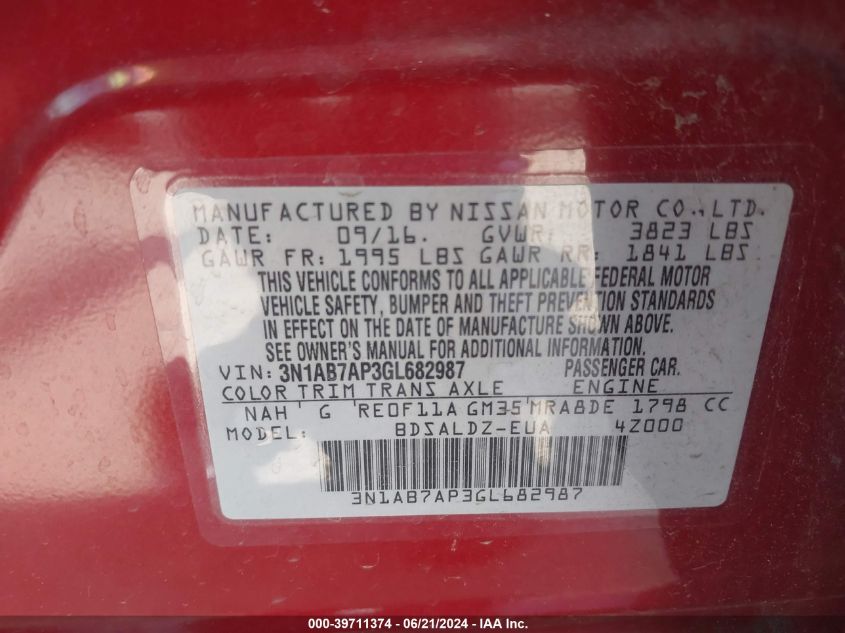 MANUFACTURED BY NISSAN MOTOR CO.,LTD.
DATE: 09/16. GVWR: 3823 LBS
GAWR FR: 1995 LBS GAWR RR: 1841 LBS
THIS VEHICLE CONFORMS TO ALL APPLICABLE FEDERAL MOTOR
VEHICLE SAFETY, BUMPER AND THEFT PREVENTION STANDARDS
IN EFFECT ON THE DATE OF MANUFACTURE SHOWN ABOVE.
SEE OWNER'S MANUAL FOR ADDITIONAL INFORMATION.
VIN: 3N1AB7AP3GL682987 PASSENGER CAR.
COLOR TRIM TRANS AXLE ENGINE
NAH G RE0F11A GM35 MRA8DE 1798 CC
MODEL: BDSALDZ-EUA 4Z000
3N1AB7AP3GL682987
000-39711374 - 06/21/2024 - IAA Inc.